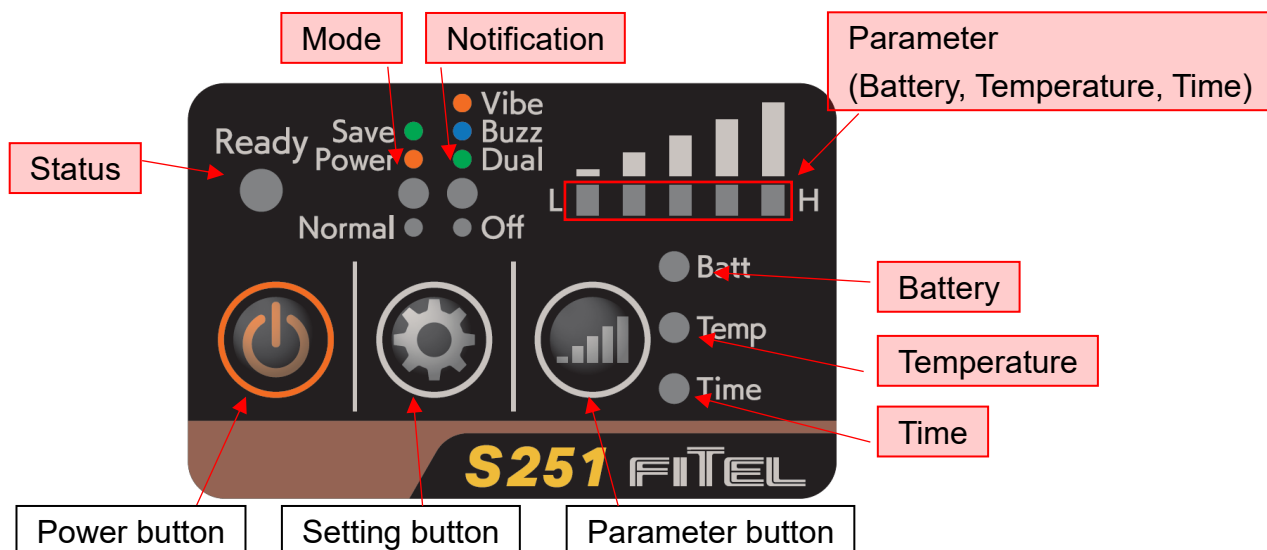 Mode
Notification
Parameter
(Battery, Temperature, Time)
Status
Ready
Save
Power
Normal
Vibe
Buzz
Dual
Off
L
H
Batt
Temp
Time
Battery
Temperature
Time
S251 FITEL
Power button
Setting button
Parameter button